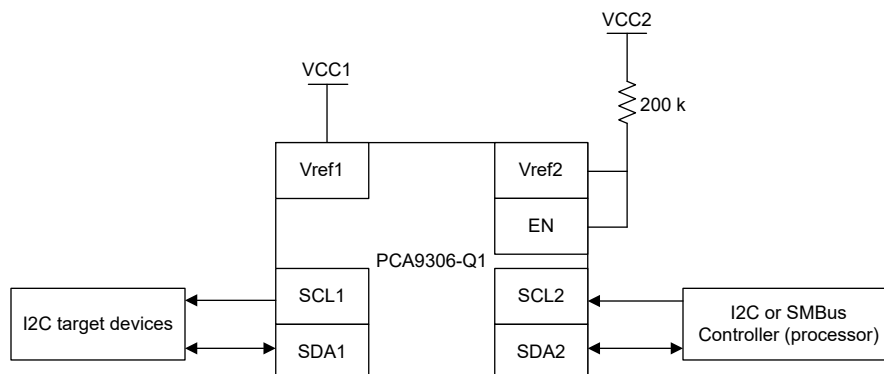 VCC2
VCC1
200 k
Vref1
Vref2
EN
PCA9306-Q1
SCL1
SCL2
I2C target devices
I2C or SMBus
Controller (processor)
SDA1
SDA2